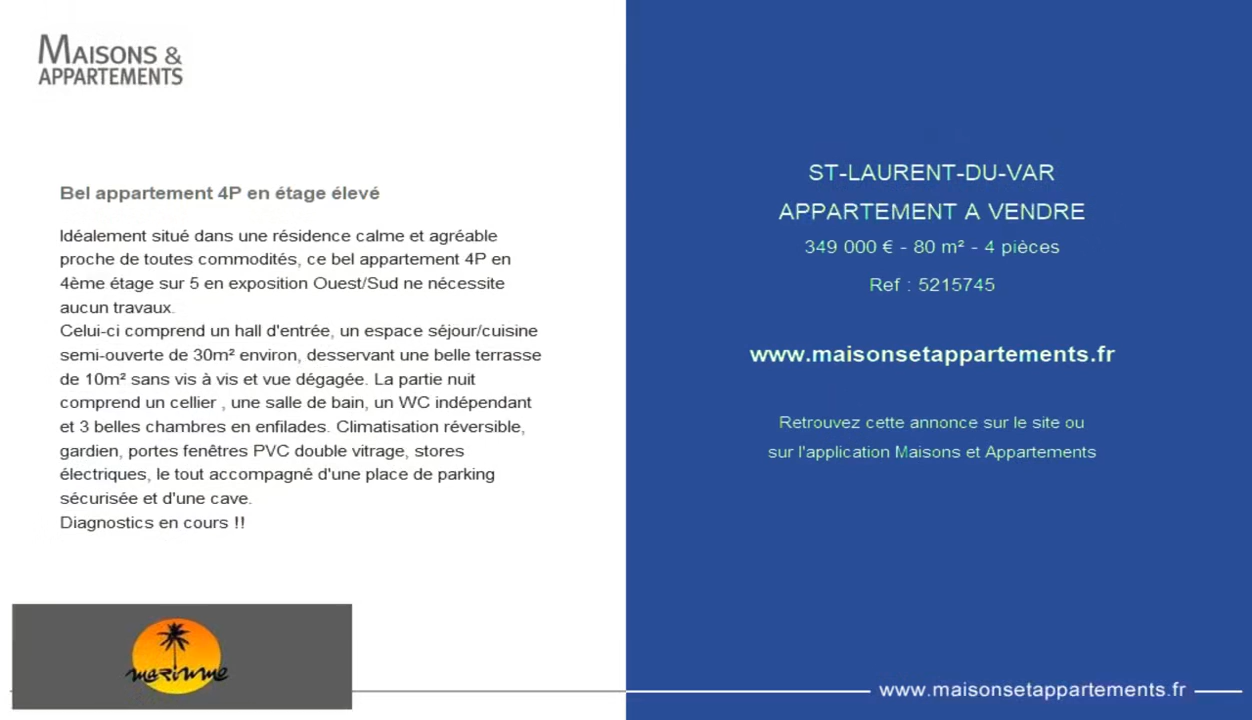 MAISONS &
APPARTEMENTS
Bel appartement 4P en étage élevé
Idéalement situé dans une résidence calme et agréable
proche de toutes commodités, ce bel appartement 4P en
4ème étage sur 5 en exposition Ouest/Sud ne nécessite
aucun travaux.
Celui-ci comprend un hall d'entrée, un espace séjour/cuisine
semi-ouverte de 30m² environ, desservant une belle terrasse
de 10m² sans vis à vis et vue dégagée. La partie nuit
comprend un cellier , une salle de bain, un WC indépendant
et 3 belles chambres en enfilades. Climatisation réversible,
gardien, portes fenêtres PVC double vitrage, stores
électriques, le tout accompagné d'une place de parking
sécurisée et d'une cave.
Diagnostics en cours !!
ST-LAURENT-DU-VAR
APPARTEMENT A VENDRE
349 000 € - 80 m² - 4 pièces
Ref : 5215745
www.maisonsetappartements.fr
Retrouvez cette annonce sur le site ou
sur l'application Maisons et Appartements
www.maisonsetappartements.fr